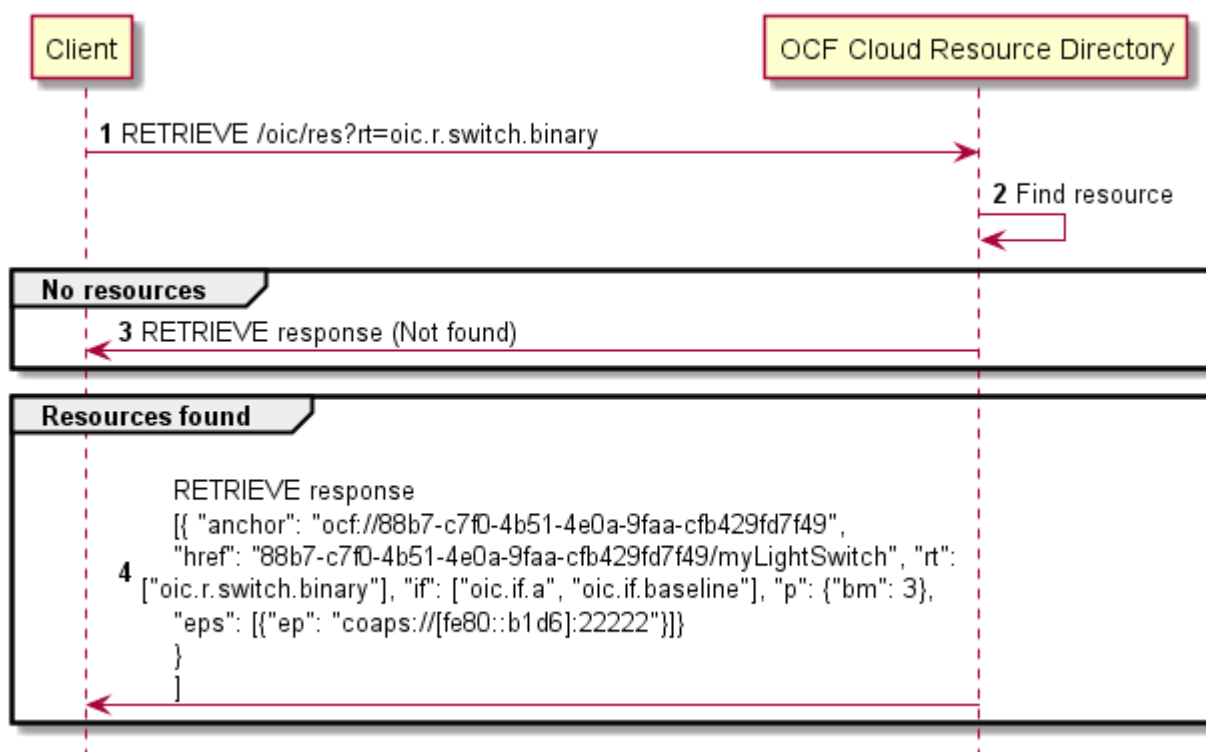 Client
OCF Cloud Resource Directory
1 RETRIEVE /oic/res?rt=oic.r.switch.binary
2 Find resource
No resources
3 RETRIEVE response (Not found)
Resources found
RETRIEVE response
[{ "anchor": "ocf://88b7-c7f0-4b51-4e0a-9faa-cfb429fd7f49",
"href": "88b7-c7f0-4b51-4e0a-9faa-cfb429fd7f49/myLightSwitch", "rt":
4 ["oic.r.switch.binary"], "if": ["oic.if.a", "oic.if.baseline"], "p": {"bm": 3},
"eps": [{"ep": "coaps://[fe80::b1d6]:22222"}]}
}
]